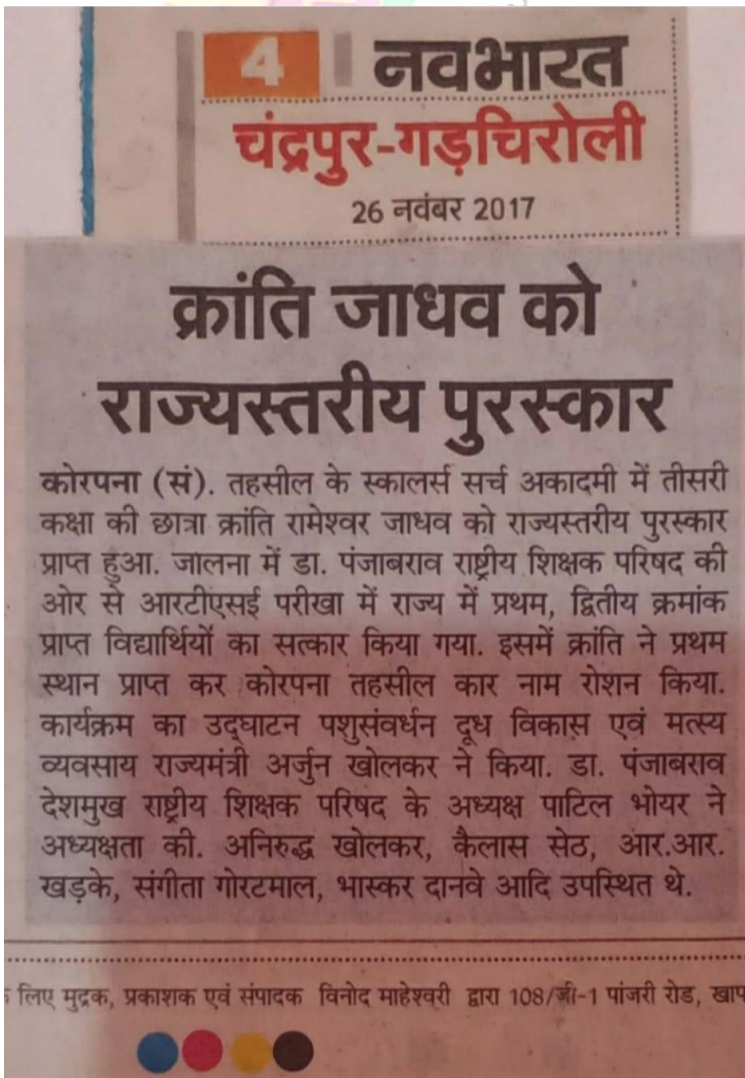 4 नवभारत
चंद्रपुर-गड़चिरोली
26 नवंबर 2017
क्रांति जाधव को
राज्यस्तरीय पुरस्कार
कोरपना (सं). तहसील के स्कालर्स सर्च अकादमी में तीसरी
कक्षा की छात्रा क्रांति रामेश्वर जाधव को राज्यस्तरीय पुरस्कार
प्राप्त हुआ. जालना में डा. पंजाबराव राष्ट्रीय शिक्षक परिषद की
ओर से आरटीएसई परीखा में राज्य में प्रथम, द्वितीय क्रमांक
प्राप्त विद्यार्थियों का सत्कार किया गया. इसमें क्रांति ने प्रथम
स्थान प्राप्त कर कोरपना तहसील कार नाम रोशन किया.
कार्यक्रम का उद्घाटन पशुसंवर्धन दूध विकास एवं मत्स्य
व्यवसाय राज्यमंत्री अर्जुन खोलकर ने किया. डा. पंजाबराव
देशमुख राष्ट्रीय शिक्षक परिषद के अध्यक्ष पाटिल भोयर ने
अध्यक्षता की. अनिरुद्ध खोलकर, कैलास सेठ, आर.आर.
खड़के, संगीता गोरटमाल, भास्कर दानवे आदि उपस्थित थे.
लिए मुद्रक, प्रकाशक एवं संपादक विनोद माहेश्वरी द्वारा 108/जी-1 पांजरी रोड,